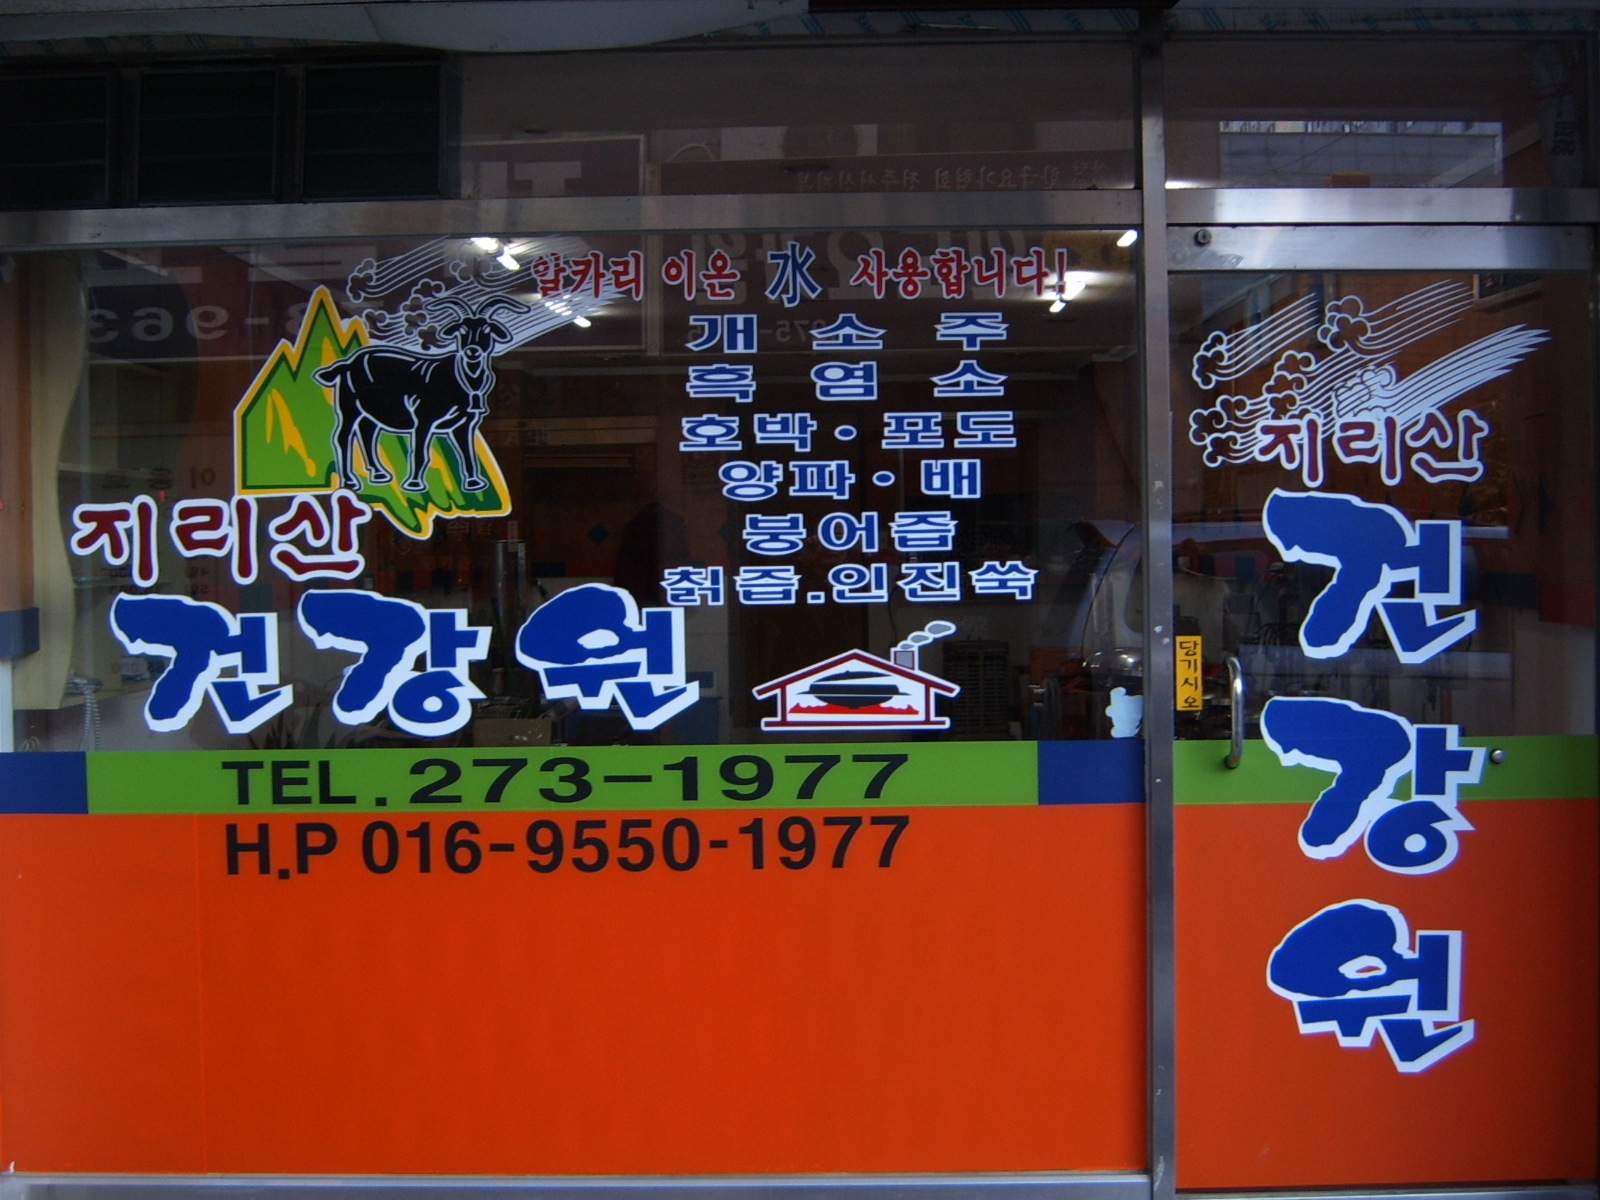 알카리 이온 水 사용합니다!
개소주
흑염소
호박·포도
양파·배
붕어즙
칡즙.인진쑥
지리산
건강원
TEL. 273-1977
H.P 016-9550-1977
당기시오
지리산
건강원